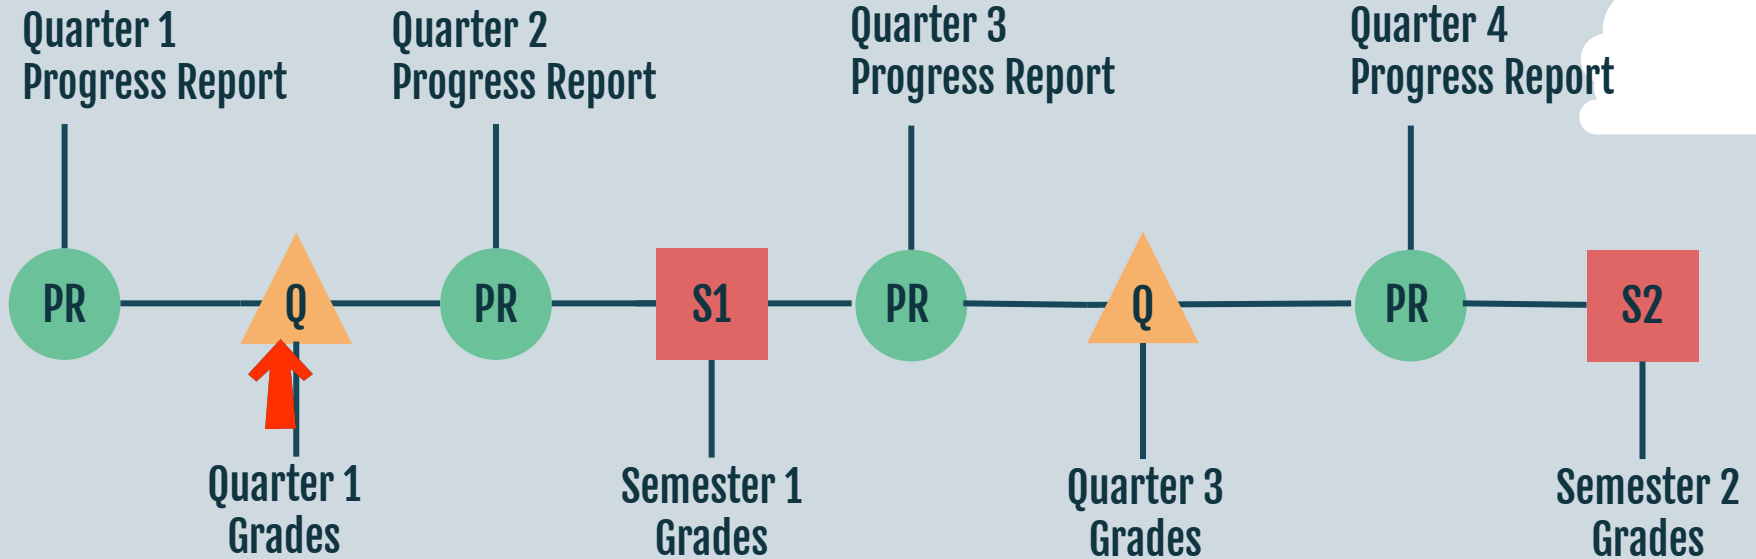 Quarter 1
Progress Report
Quarter 2
Progress Report
Quarter 3
Progress Report
Quarter 4
Progress Report
PR
Q
PR
S1
PR
Q
PR
S2
Quarter 1
Grades
Semester 1
Grades
Quarter 3
Grades
Semester 2
Grades